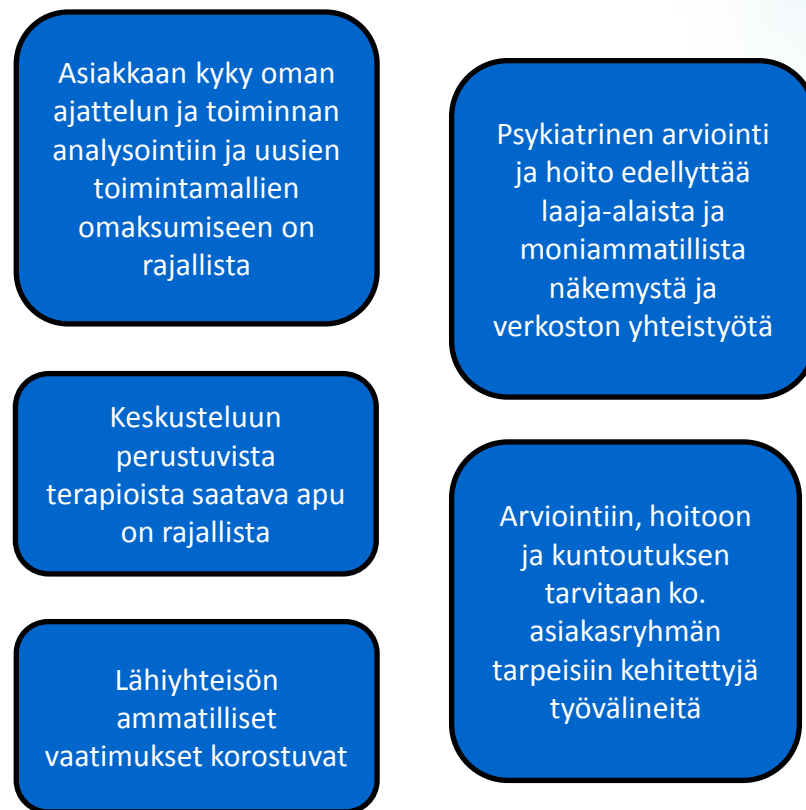 Asiakkaan kyky oman
ajattelun ja toiminnan
analysointiin ja uusien
toimintamallien
omaksumiseen on
rajallista
Keskusteluun
perustuvista
terapioista saatava apu
on rajallista
Lähiyhteisön
ammatilliset
vaatimukset korostuvat
Psykiatrinen arviointi
ja hoito edellyttää
laaja-alaista ja
moniammatillista
näkemystä ja
verkoston yhteistyötä
Arviointiin, hoitoon
ja kuntoutuksen
tarvitaan ko.
asiakasryhmän
tarpeisiin kehitettyjä
työvälineitä